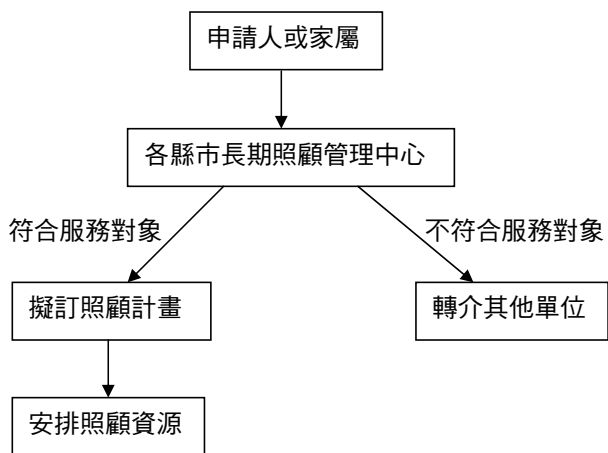 申請人或家屬
各縣市長期照顧管理中心
符合服務對象
不符合服務對象
擬訂照顧計畫
轉介其他單位
安排照顧資源